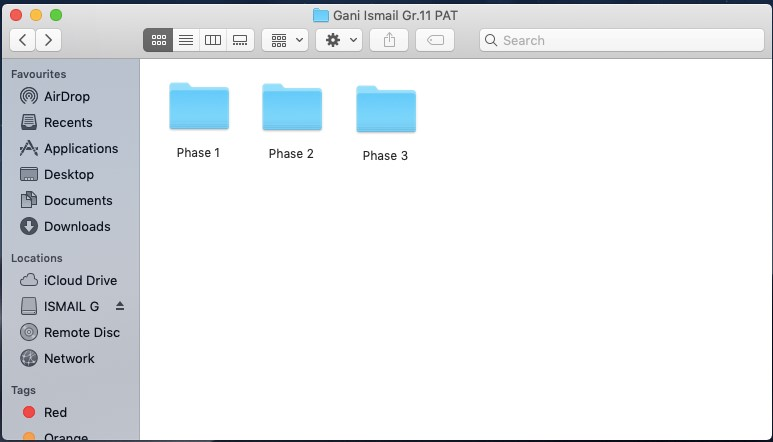 Gani Ismail Gr.11 PAT
Search
Favourites
AirDrop
Recents
Applications
Desktop
Documents
Downloads
Locations
iCloud Drive
ISMAIL G
Remote Disc
Network
Tags
Red
Orange
Phase 1 Phase 2 Phase 3